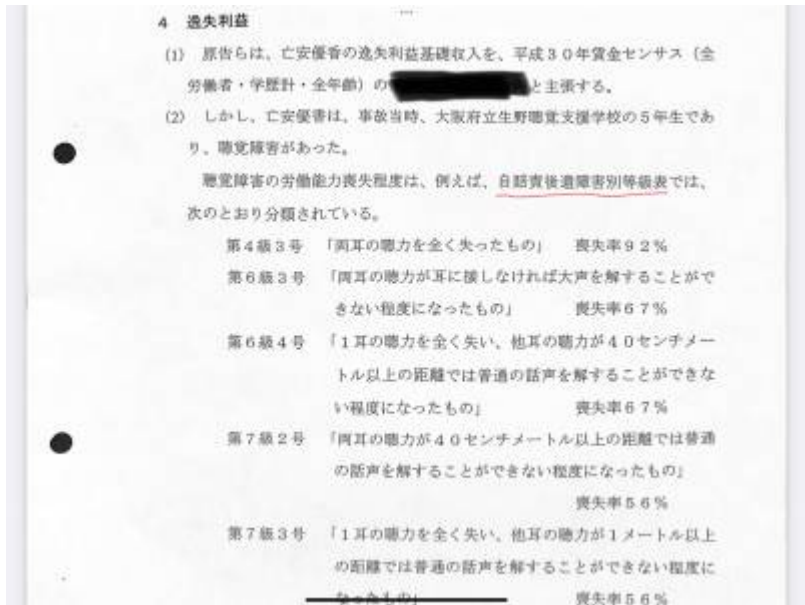 4 逸失利益
(1) 原告らは、亡安優香の逸失利益基礎収入を、平成30年賃金センサス(全
労働者・学歴計・全年齢)の と主張する。
(2) しかし、亡安優香は、事故当時、大阪府立生野聴覚支援学校の5年生であ
り、聴覚障害があった。
聴覚障害の労働能力喪失程度は、例えば、自賠責後遺障害別等級表では、
次のとおり分類されている。
第4級3号 「両耳の聴力を全く失ったもの」 喪失率92%
第6級3号 「両耳の聴力が耳に接しなければ大声を解することがで
きない程度になったもの」 喪失率67%
第6級4号 「1耳の聴力を全く失い、他耳の聴力が40センチメー
トル以上の距離では普通の話声を解することができな
い程度になったもの」 喪失率67%
第7級2号 「両耳の聴力が40センチメートル以上の距離では普通
の話声を解することができない程度になったもの」
喪失率56%
第7級3号 「1耳の聴力を全く失い、他耳の聴力が1メートル以上
の距離では普通の話声を解することができない程度に
なったもの」 喪失率56%